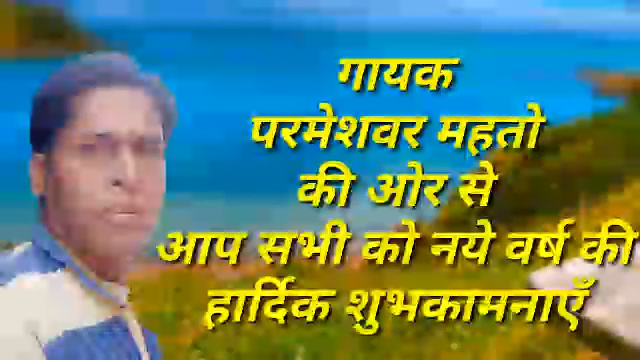 गायक
परमेशवर महतो
की ओर से
आप सभी को नये वर्ष की
हार्दिक शुभकामनाएँ